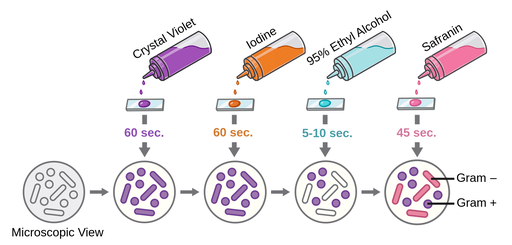 Crystal Violet
Iodine
95% Ethyl Alcohol
Safranin
60 sec.
60 sec.
5-10 sec.
45 sec.
Gram –
Gram +
Microscopic View